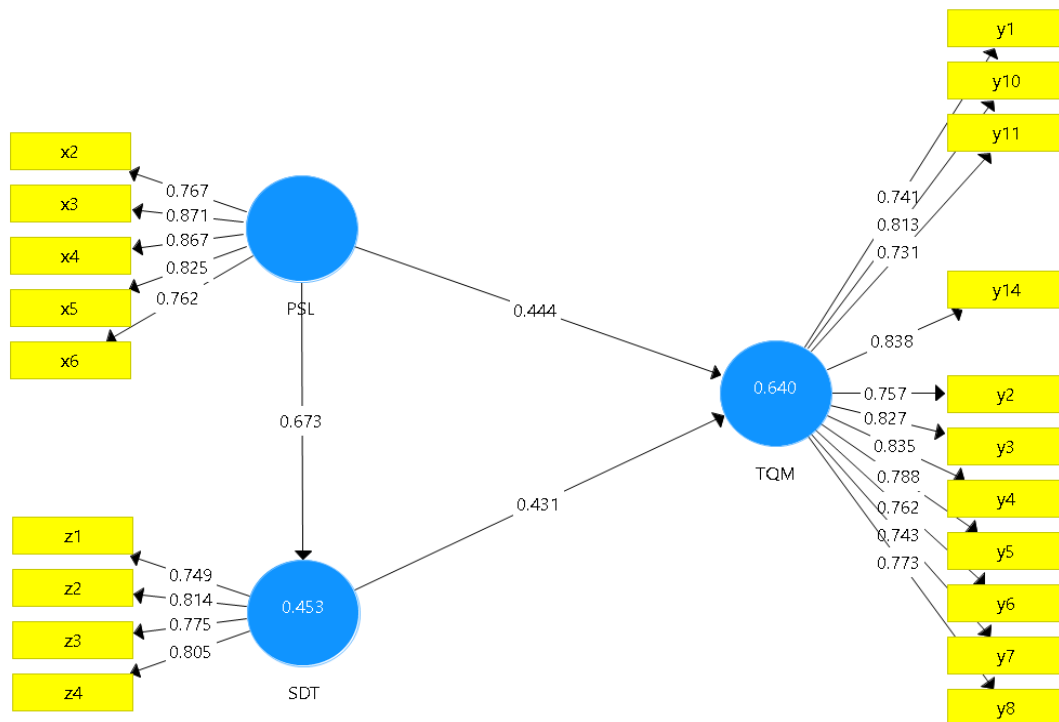 y1
y10
y11
x2
x3
x4
x5
x6
0.767
0.871
0.867
0.825
0.762
PSL
0.741
0.813
0.731
y14
0.444
0.838
0.640
TQM
0.757
0.827
0.835
0.788
0.762
0.743
0.773
y2
y3
y4
y5
y6
y7
y8
0.673
0.431
z1
z2
z3
z4
0.749
0.814
0.775
0.805
0.453
SDT